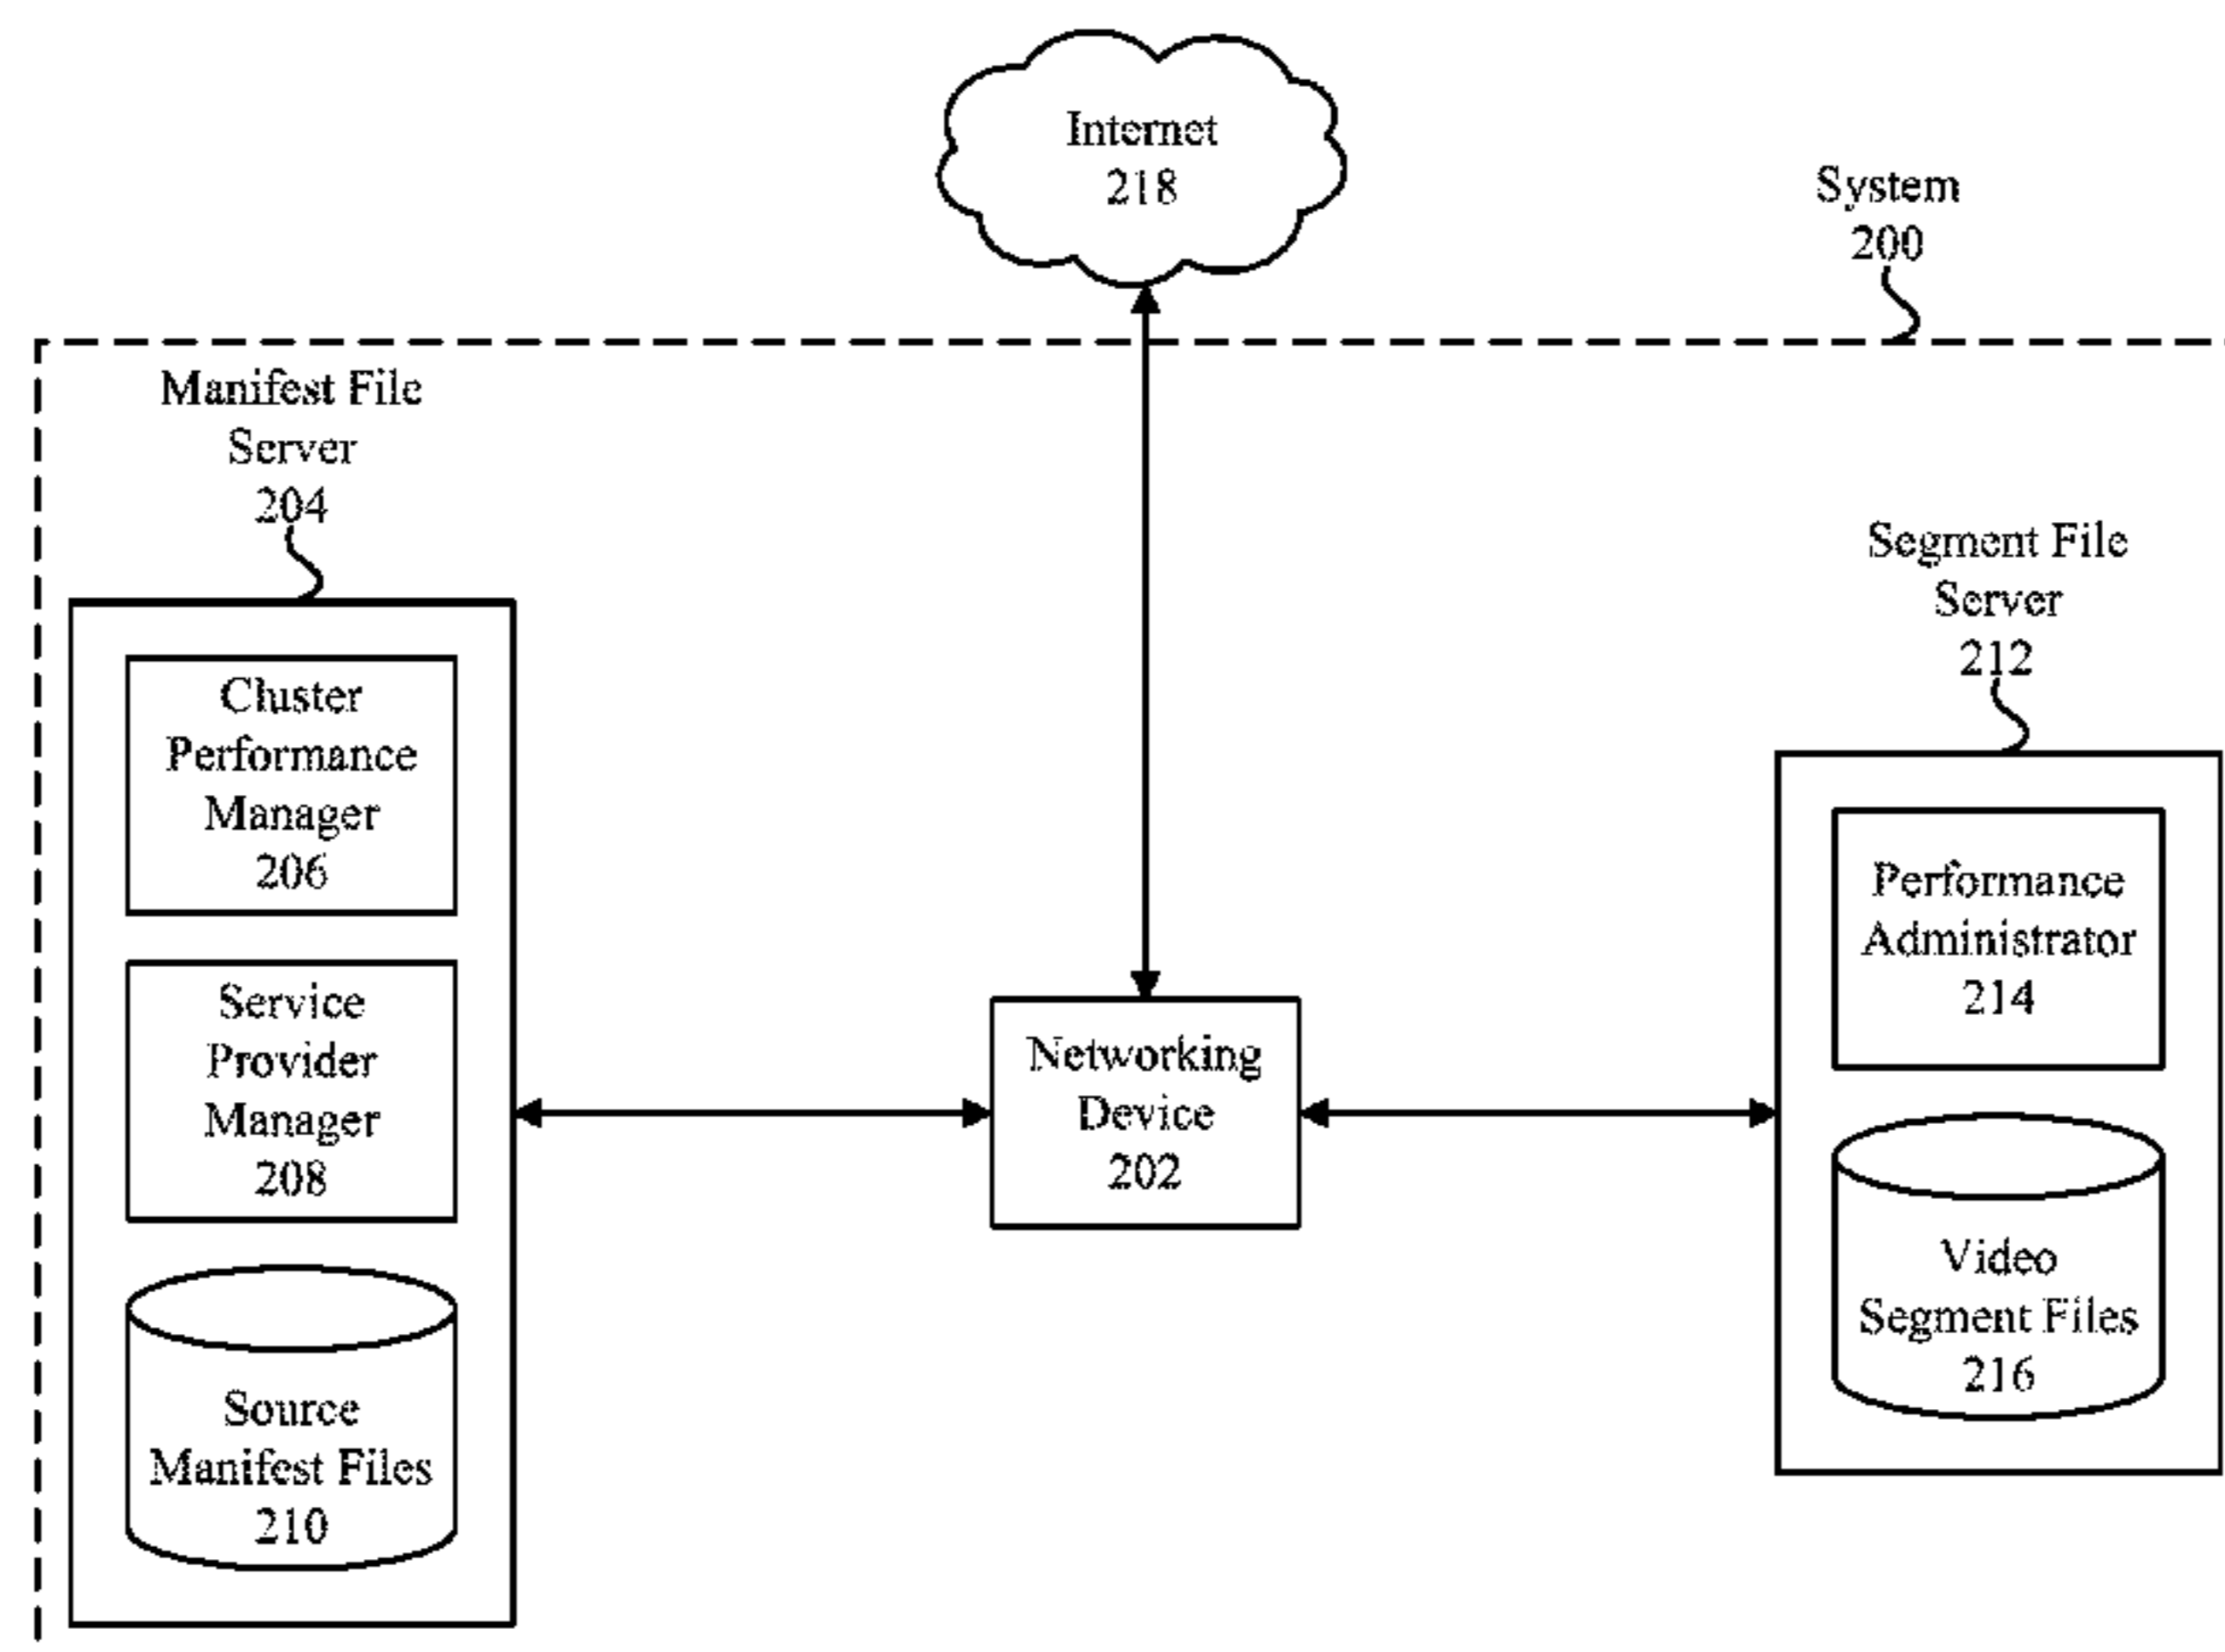 Internet
218
System
200
Manifest File
Server
204
Segment File
Server
212
Cluster
Performance
Manager
206
Service
Provider
Manager
208
Source
Manifest Files
210
Networking
Device
202
Performance
Administrator
214
Video
Segment Files
216